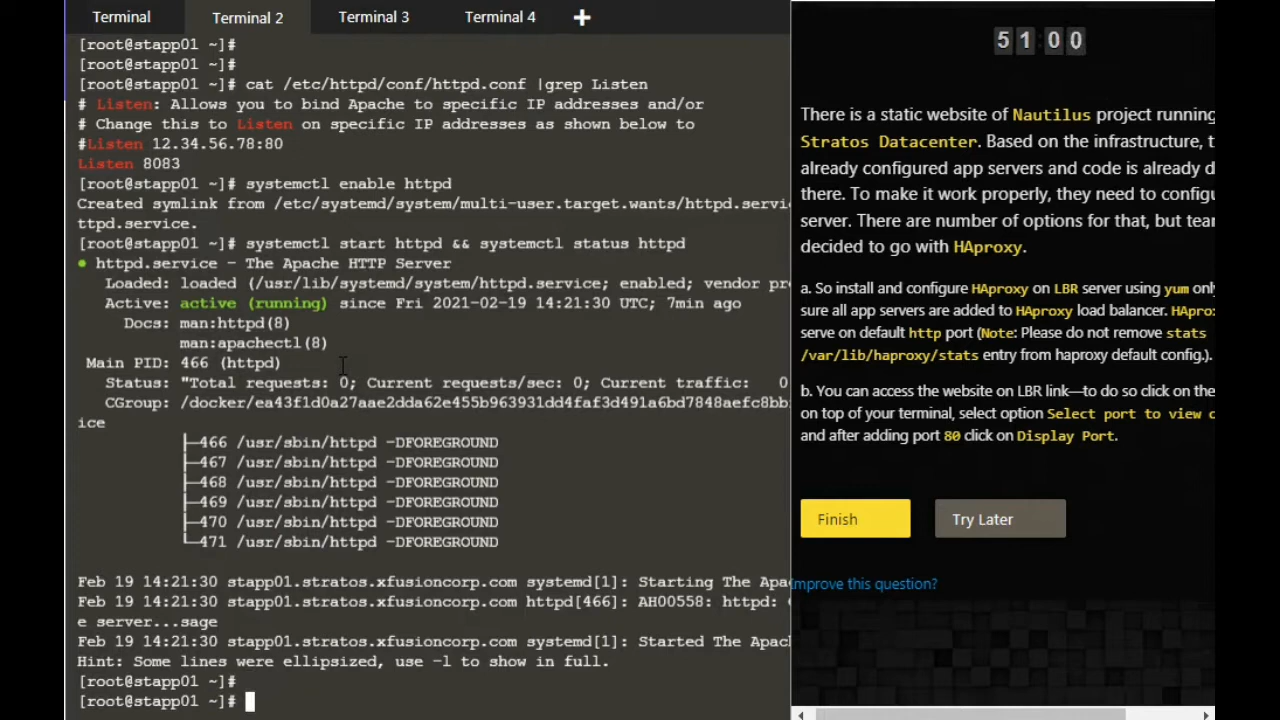 Terminal
Terminal 2
Terminal 3
Terminal 4
[root@stapp01 ~]#
[root@stapp01 ~]#
[root@stapp01 ~]# cat /etc/httpd/conf/httpd.conf |grep Listen
# Listen: Allows you to bind Apache to specific IP addresses and/or
# Change this to Listen on specific IP addresses as shown below to
#Listen 12.34.56.78:80
Listen 8083
[root@stapp01 ~]# systemctl enable httpd
Created symlink from /etc/systemd/system/multi-user.target.wants/httpd.servi
ttpd.service.
[root@stapp01 ~]# systemctl start httpd && systemctl status httpd
● httpd.service - The Apache HTTP Server
Loaded: loaded (/usr/lib/systemd/system/httpd.service; enabled; vendor pr
Active: active (running) since Fri 2021-02-19 14:21:30 UTC; 7min ago
Docs: man:httpd(8)
man:apachectl(8)
Main PID: 466 (httpd)
Status: "Total requests: 0; Current requests/sec: 0; Current traffic: 0
CGroup: /docker/ea43f1d0a27aae2dda62e455b963931dd4faf3d491a6bd7848aefc8bb
ice
├─466 /usr/sbin/httpd -DFOREGROUND
├─467 /usr/sbin/httpd -DFOREGROUND
├─468 /usr/sbin/httpd -DFOREGROUND
├─469 /usr/sbin/httpd -DFOREGROUND
├─470 /usr/sbin/httpd -DFOREGROUND
└─471 /usr/sbin/httpd -DFOREGROUND
Feb 19 14:21:30 stapp01.stratos.xfusioncorp.com systemd[1]: Starting The Apa
Feb 19 14:21:30 stapp01.stratos.xfusioncorp.com httpd[466]: AH00558: httpd:
e server...sage
Feb 19 14:21:30 stapp01.stratos.xfusioncorp.com systemd[1]: Started The Apac
Hint: Some lines were ellipsized, use -l to show in full.
[root@stapp01 ~]#
[root@stapp01 ~]#
51:00
There is a static website of Nautilus project running
Stratos Datacenter. Based on the infrastructure, t
already configured app servers and code is already d
there. To make it work properly, they need to configu
server. There are number of options for that, but tear
decided to go with HAproxy.
a. So install and configure HAproxy on LBR server using yum onl
sure all app servers are added to HAproxy load balancer. HApro
serve on default http port (Note: Please do not remove stats
/var/lib/haproxy/stats entry from haproxy default config.).
b. You can access the website on LBR link—to do so click on the
on top of your terminal, select option Select port to view
and after adding port 80 click on Display Port.
Finish
Try Later
Improve this question?